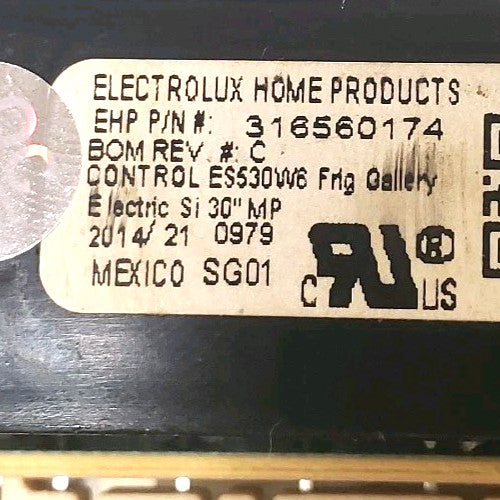 ELECTROLUX HOME PRODUCTS
EHP P/N #: 316560174
BOM REV. #: C
CONTROL ES530W6 Frig Gallery
Electric Si 30" MP
2014/ 21 0979
MEXICO SG01
C RU ® US